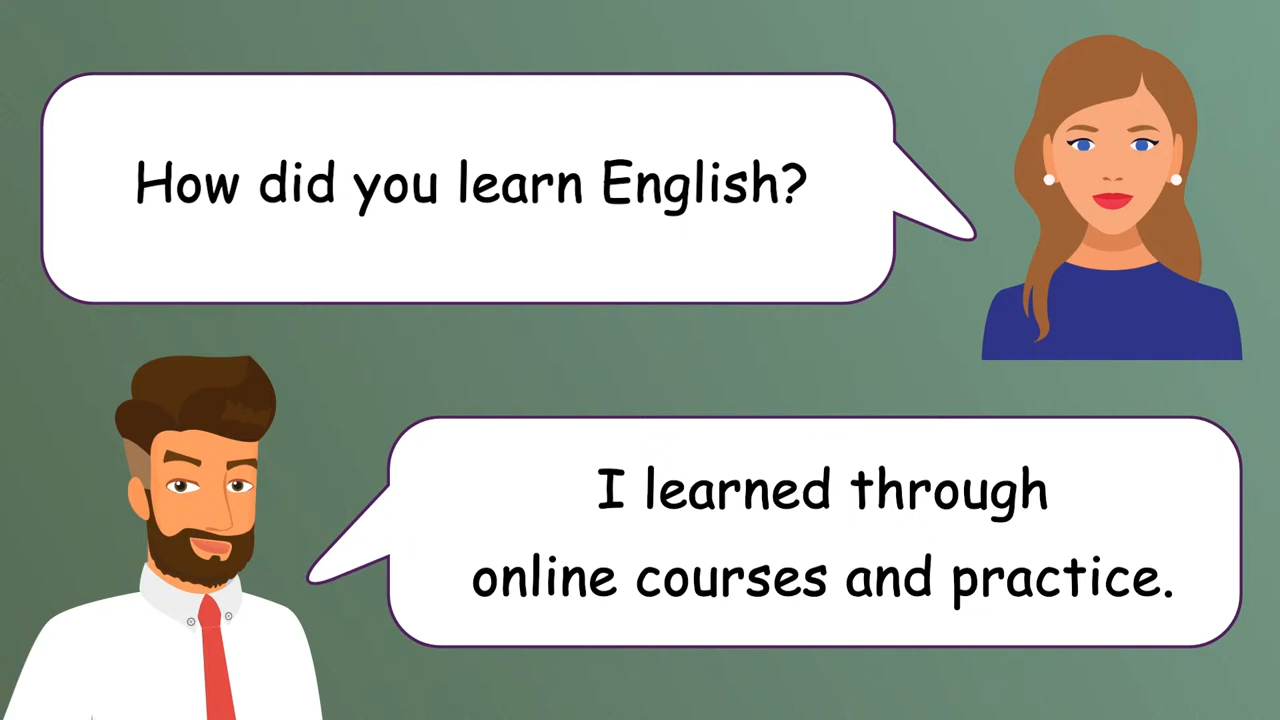 How did you learn English?
I learned through
online courses and practice.